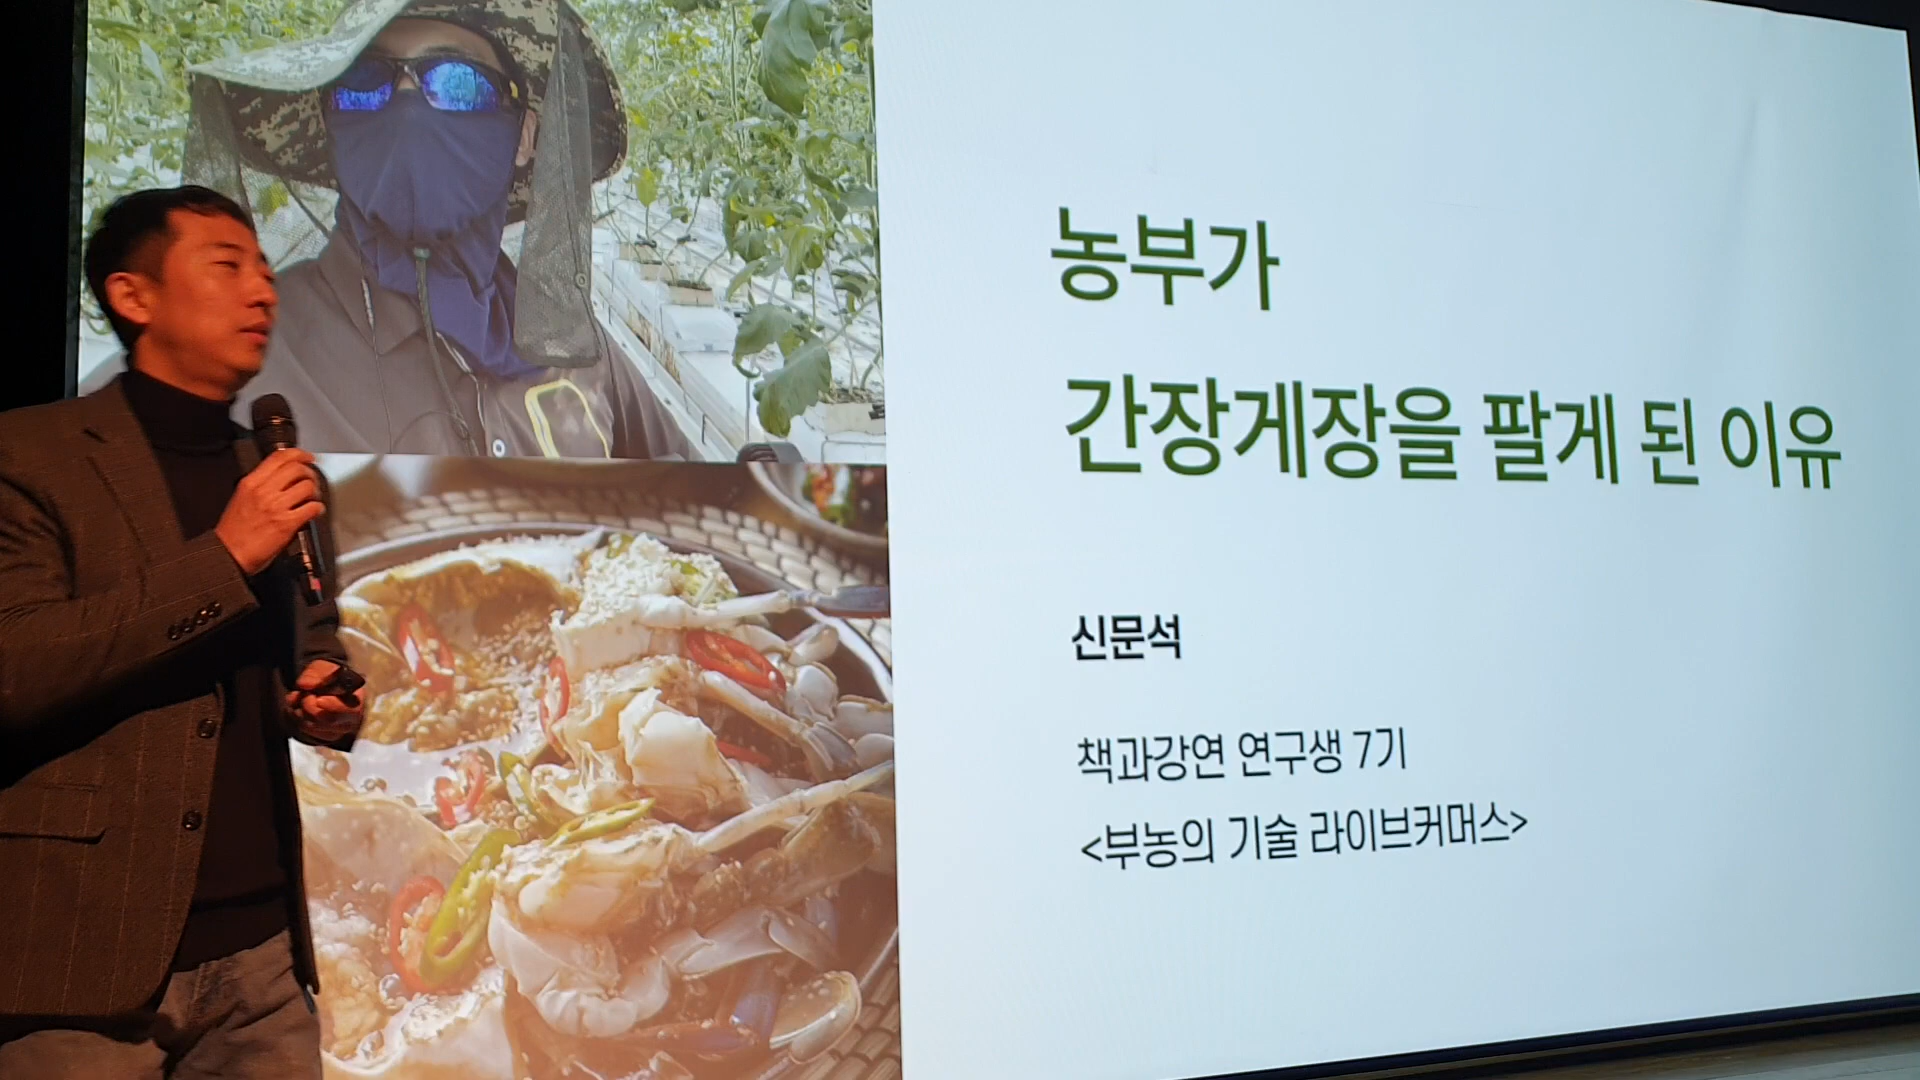 농부가
간장게장을 팔게 된 이유
신문석
책과강연 연구생 7기
<부농의 기술 라이브커머스>